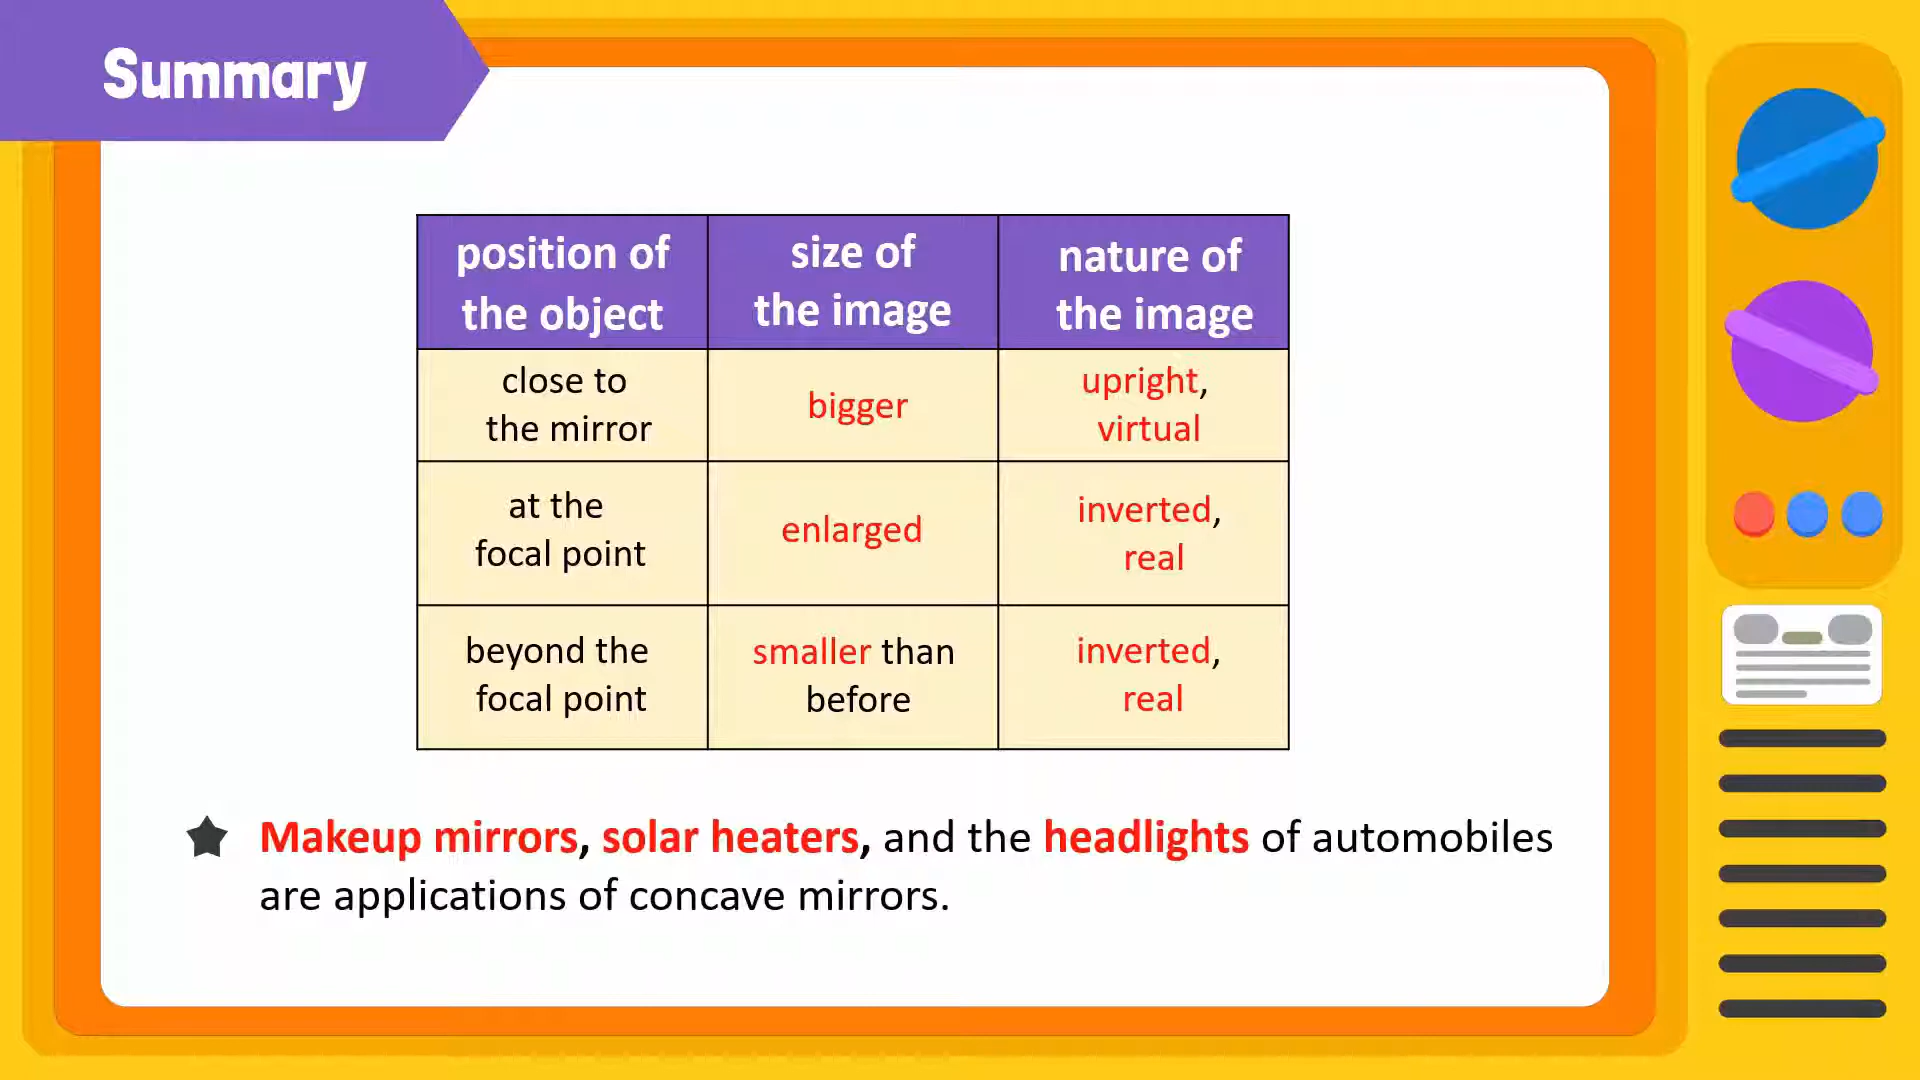 Summary
position of
the object
size of
the image
nature of
the image
close to
the mirror
bigger
upright,
virtual
at the
focal point
enlarged
inverted,
real
beyond the
focal point
smaller than
before
inverted,
real
Makeup mirrors, solar heaters, and the headlights of automobiles
are applications of concave mirrors.